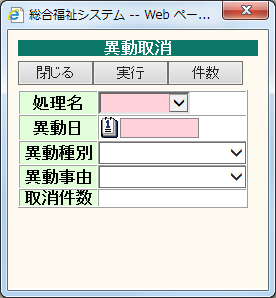 総合福祉システム -- Web ペー...
異動取消
閉じる 実行 件数
処理名
異動日 1
異動種別
異動事由
取消件数